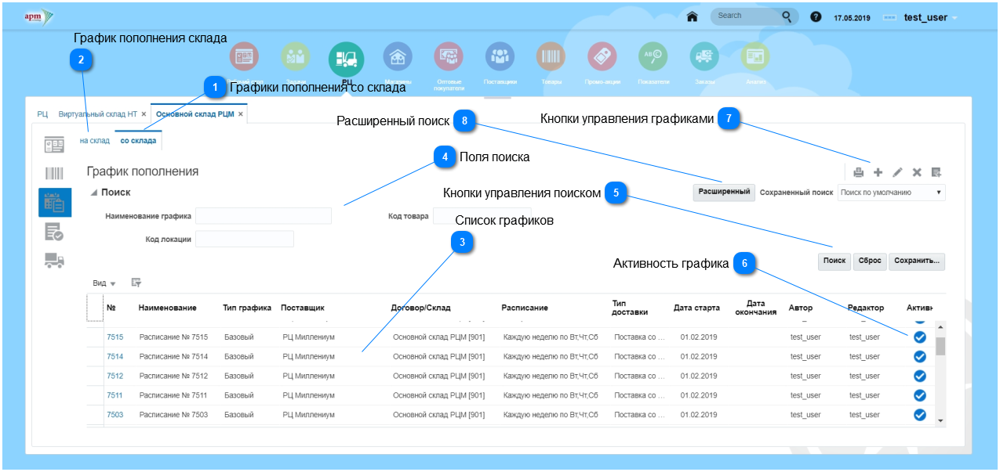 apm
Search
?
17.05.2019
test_user
График пополнения склада
2
1
Графики пополнения со склада
Задачи
РЦ
Магазины
Оптовые
покупатели
Поставщики
Товары
Промо-акции
Показатели
Заказы
Анализ
РЦ
Виртуальный склад НТ ×
Основной склад РЦМ ×
Расширенный поиск
8
Кнопки управления графиками
7
на склад
со склада
4
Поля поиска
График пополнения
Поиск
Кнопки управления поиском
5
Расширенный
Сохраненный поиск
Поиск по умолчанию
Наименование графика
Код товара
Список графиков
Код локации
3
Активность графика
6
Поиск
Сброс
Сохранить...
Вид
№
Наименование
Тип графика
Поставщик
Договор/Склад
Расписание
Тип
доставки
Дата старта
Дата
окончания
Автор
Редактор
Активн
7515 Расписание № 7515 Базовый РЦ Миллениум Основной склад РЦМ [901] Каждую неделю по Вт,Чт,Сб Поставка со ... 01.02.2019 test_user test_user
7514 Расписание № 7514 Базовый РЦ Миллениум Основной склад РЦМ [901] Каждую неделю по Вт,Чт,Сб Поставка со ... 01.02.2019 test_user test_user
7512 Расписание № 7512 Базовый РЦ Миллениум Основной склад РЦМ [901] Каждую неделю по Вт,Чт,Сб Поставка со ... 01.02.2019 test_user test_user
7511 Расписание № 7511 Базовый РЦ Миллениум Основной склад РЦМ [901] Каждую неделю по Вт,Чт,Сб Поставка со ... 01.02.2019 test_user test_user
7503 Расписание № 7503 Базовый РЦ Миллениум Основной склад РЦМ [901] Каждую неделю по Вт,Чт,Сб Поставка со ... 01.02.2019 test_user test_user